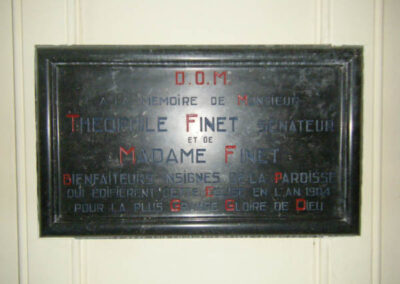 D.O.M
A LA MEMOIRE DE MONSIEUR
THEOPHILE FINET, SENATEUR
ET DE
MADAME FINET
BIENFAITEURS INSIGNES DE LA PAROISSE
QUI EDIFIERENT CETTE EGLISE EN L'AN 1904
POUR LA PLUS GRANDE GLOIRE DE DIEU